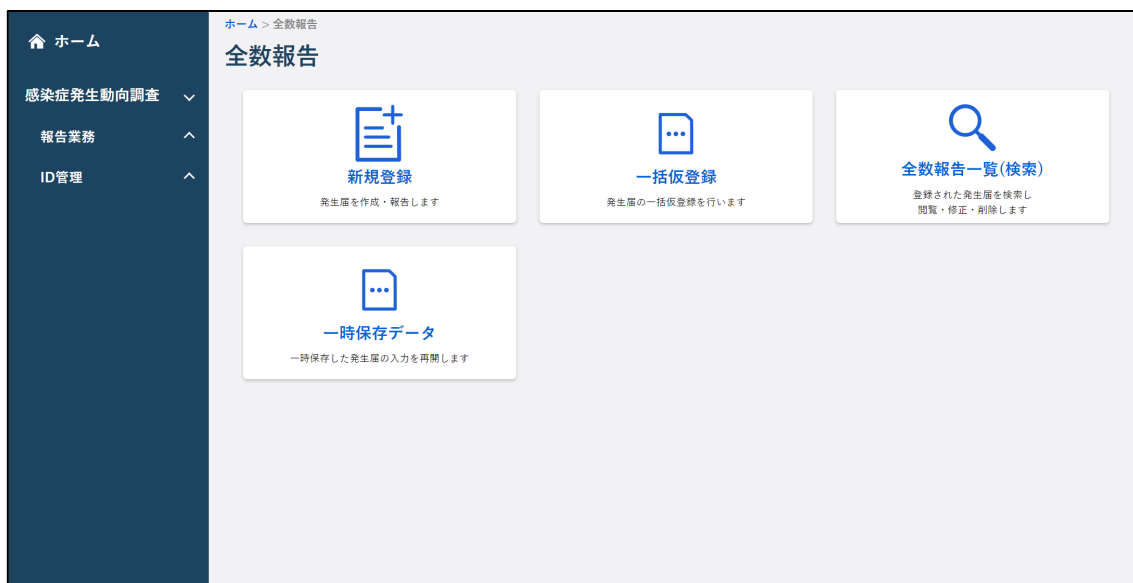 ホーム
感染症発生動向調査
報告業務
ID管理
ホーム > 全数報告
全数報告
新規登録
発生届を作成・報告します
一括仮登録
発生届の一括仮登録を行います
全数報告一覧(検索)
登録された発生届を検索し
閲覧・修正・削除します
一時保存データ
一時保存した発生届の入力を再開します